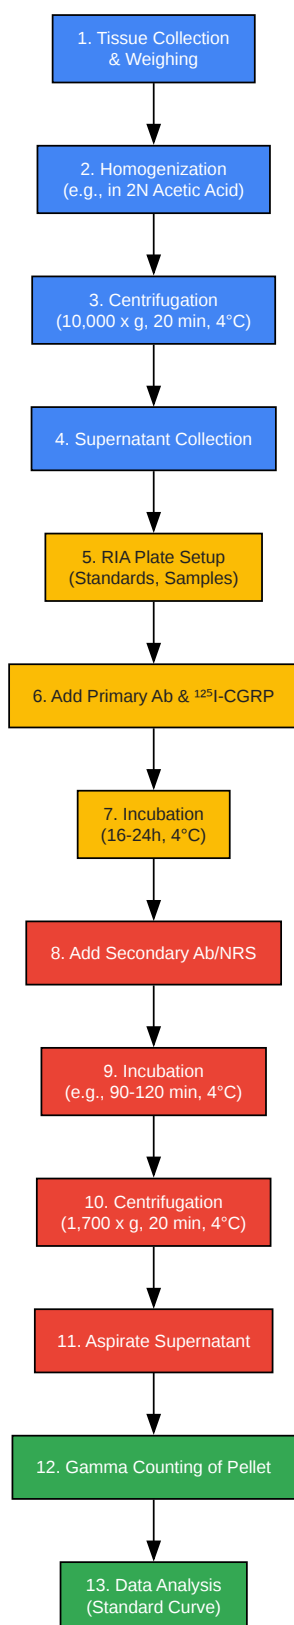 1. Tissue Collection
& Weighing
2. Homogenization
(e.g., in 2N Acetic Acid)
3. Centrifugation
(10,000 x g, 20 min, 4°C)
4. Supernatant Collection
5. RIA Plate Setup
(Standards, Samples)
6. Add Primary Ab & ¹²⁵I-CGRP
7. Incubation
(16-24h, 4°C)
8. Add Secondary Ab/NRS
9. Incubation
(e.g., 90-120 min, 4°C)
10. Centrifugation
(1,700 x g, 20 min, 4°C)
11. Aspirate Supernatant
12. Gamma Counting of Pellet
13. Data Analysis
(Standard Curve)